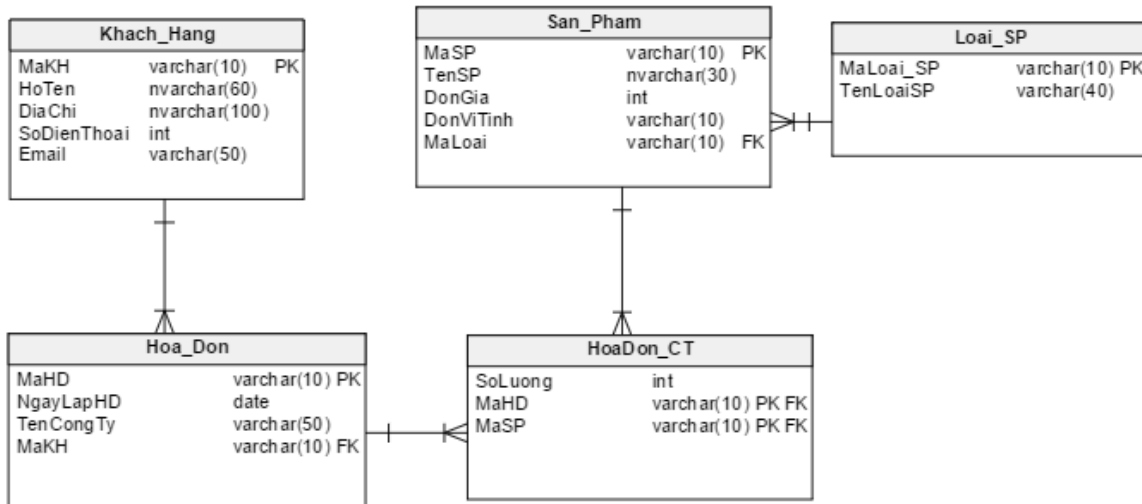 Khach_Hang
MaKH varchar(10) PK
HoTen nvarchar(60)
DiaChi nvarchar(100)
SoDienThoai int
Email varchar(50)
San_Pham
MaSP varchar(10) PK
TenSP nvarchar(30)
DonGia int
DonViTinh varchar(10)
MaLoai varchar(10) FK
Loai_SP
MaLoai_SP varchar(10) PK
TenLoaiSP varchar(40)
Hoa_Don
MaHD varchar(10) PK
NgayLapHD date
TenCongTy varchar(50)
MaKH varchar(10) FK
HoaDon_CT
SoLuong int
MaHD varchar(10) PK FK
MaSP varchar(10) PK FK